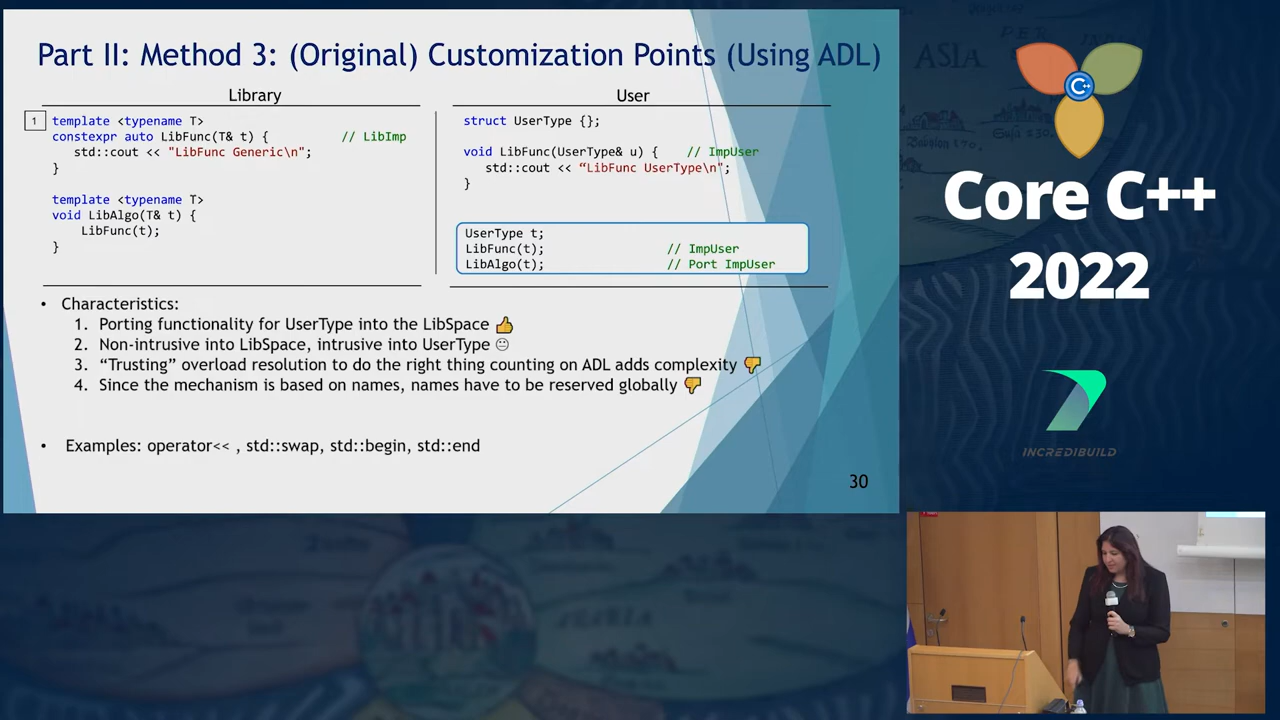 Part II: Method 3: (Original) Customization Points (Using ADL)
Library
1
template <typename T>
constexpr auto LibFunc(T& t) { // LibImp
std::cout << "LibFunc Generic\n";
}
template <typename T>
void LibAlgo(T& t) {
LibFunc(t);
}
User
struct UserType {};
void LibFunc(UserType& u) { // ImpUser
std::cout << “LibFunc UserType\n";
}
UserType t;
LibFunc(t); // ImpUser
LibAlgo(t); // Port ImpUser
• Characteristics:
1. Porting functionality for UserType into the LibSpace 👍
2. Non-intrusive into LibSpace, intrusive into UserType 😐
3. “Trusting” overload resolution to do the right thing counting on ADL adds complexity 👎
4. Since the mechanism is based on names, names have to be reserved globally 👎
• Examples: operator<< , std::swap, std::begin, std::end
30
ASIA
C++
Core C++
2022
INCREDIBUILD